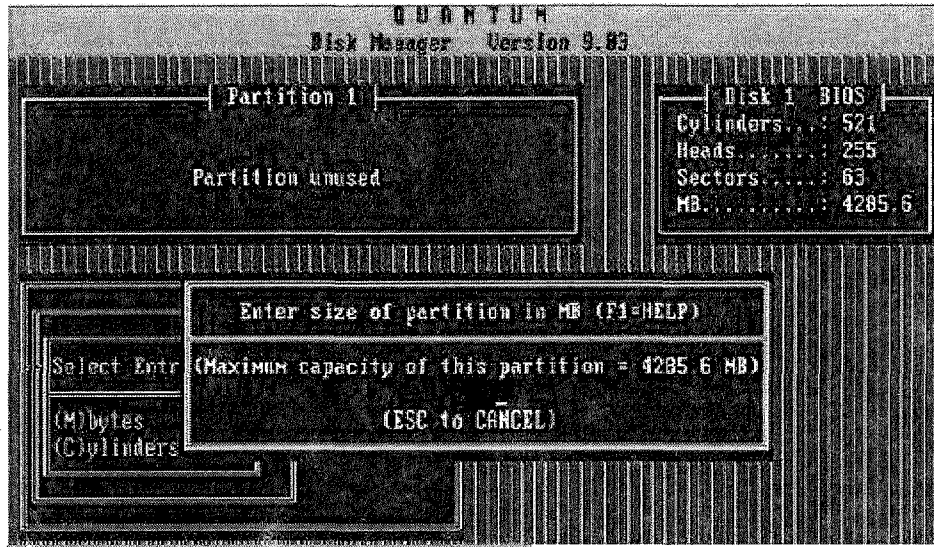 QUANTUM
Disk Manager Version 9.03
Partition 1
Partition unused
Disk 1 BIOS
Cylinders...: 521
Heads.......: 255
Sectors.....: 63
MB..........: 4285.6
Enter size of partition in MB (F1=HELP)
(Maximum capacity of this partition = 4285.6 MB)
(ESC to CANCEL)
Select Entr
(M)bytes
(C)ylinders